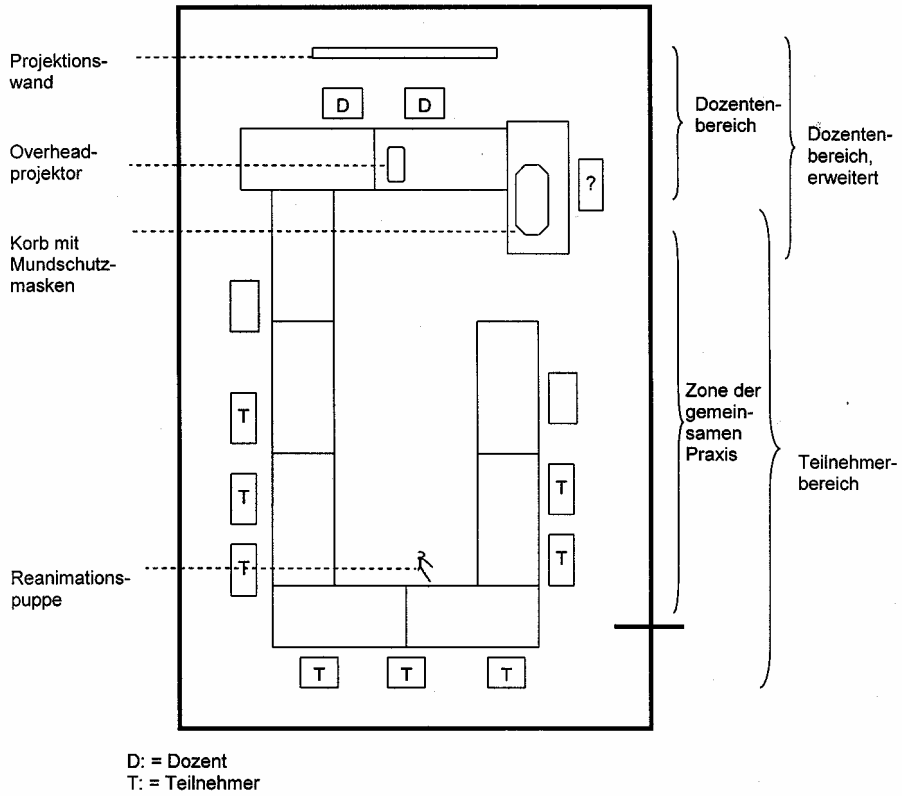 Projektions-
wand
D D
Dozenten-
bereich
Dozenten-
bereich,
erweitert
Overhead-
projektor
?
Korb mit
Mundschutz-
masken
T
Zone der
gemein-
samen
Praxis
T T
Teilnehmer-
bereich
T T
Reanimations-
puppe
T T T
D: = Dozent
T: = Teilnehmer